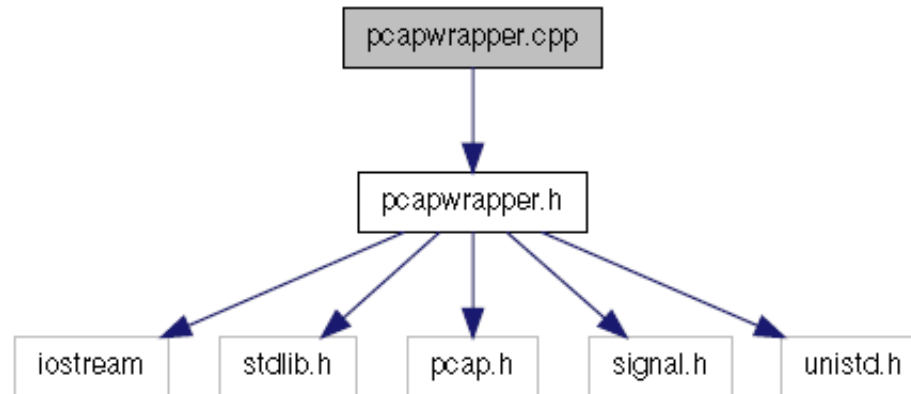 pcapwrapper.cpp
pcapwrapper.h
iostream
stdlib.h
pcap.h
signal.h
unistd.h